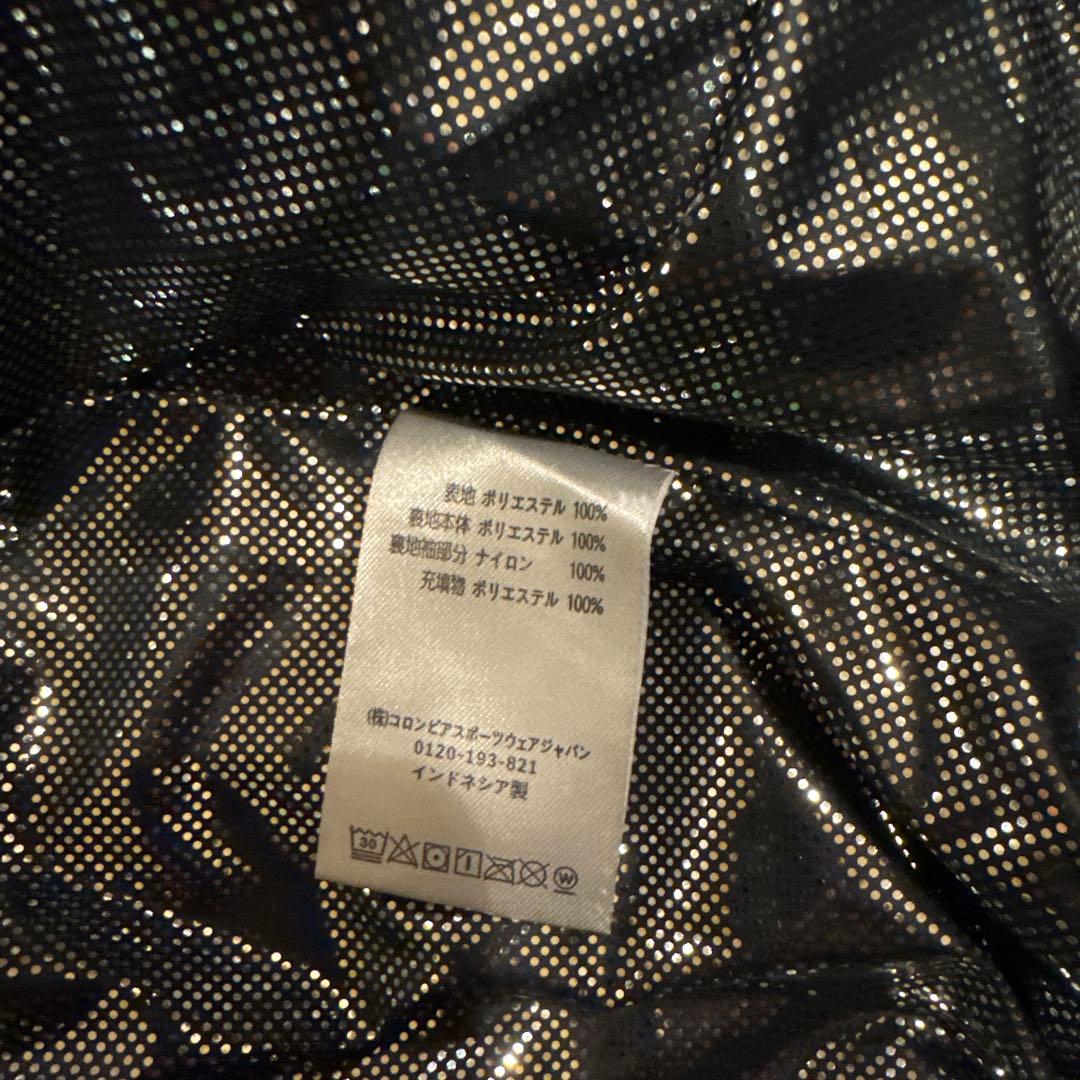 表地 ポリエステル 100%
裏地本体 ポリエステル 100%
裏地袖部分 ナイロン 100%
充填物 ポリエステル 100%
(株)コロンビアスポーツウェアジャパン
0120-193-821
インドネシア製
30 W